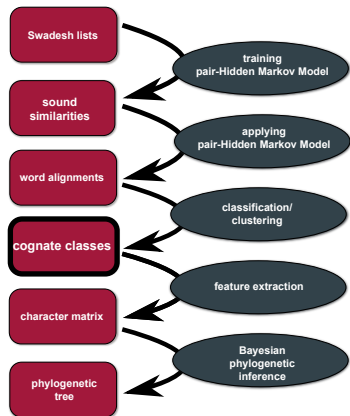 Swadesh lists
training
pair-Hidden Markov Model
sound
similarities
applying
pair-Hidden Markov Model
word alignments
classification/
clustering
cognate classes
feature extraction
character matrix
Bayesian
phylogenetic
inference
phylogenetic
tree